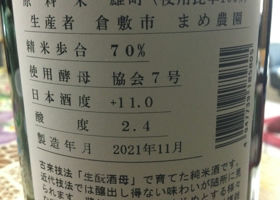 原料米 雄町(使用比率100%)
生産者 倉敷市 まめ農園
精米歩合 70%
使用酵母 協会7号
日本酒度 +11.0
酸度 2.4
製造年月 2021年11月
古来技法「生酛酒母」で育てた純米酒です。
近代技法では醸出し得ない味わいが随所に見